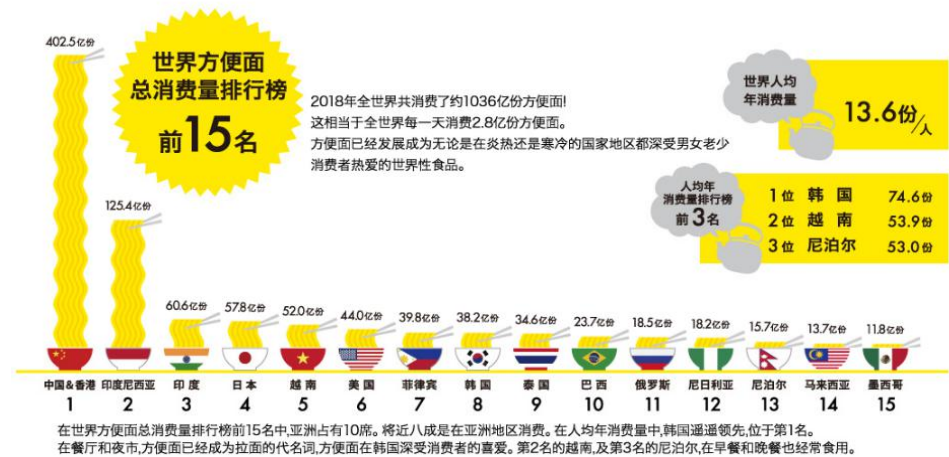 世界方便面
总消费量排行榜
前15名
2018年全世界共消费了约1036亿份方便面!
这相当于全世界每一天消费2.8亿份方便面。
方便面已经发展成为无论是在炎热还是寒冷的国家地区都深受男女老少
消费者热爱的世界性食品。
世界人均
年消费量
13.6份/人
人均年
消费量排行榜
前3名
1位 韩国 74.6份
2位 越南 53.9份
3位 尼泊尔 53.0份
402.5亿份
125.4亿份
60.6亿份 57.8亿份 52.0亿份 44.0亿份 39.8亿份 38.2亿份 34.6亿份 23.7亿份 18.5亿份 18.2亿份 15.7亿份 13.7亿份 11.8亿份
中国&香港 印度尼西亚 印度 日本 越南 美国 菲律宾 韩国 泰国 巴西 俄罗斯 尼日利亚 尼泊尔 马来西亚 墨西哥
1 2 3 4 5 6 7 8 9 10 11 12 13 14 15
在世界方便面总消费量排行榜前15名中,亚洲占有10席。将近八成是在亚洲地区消费。在人均年消费量中,韩国遥遥领先,位于第1名。
在餐厅和夜市,方便面已经成为拉面的代名词,方便面在韩国深受消费者的喜爱。第2名的越南,及第3名的尼泊尔,在早餐和晚餐也经常食用。